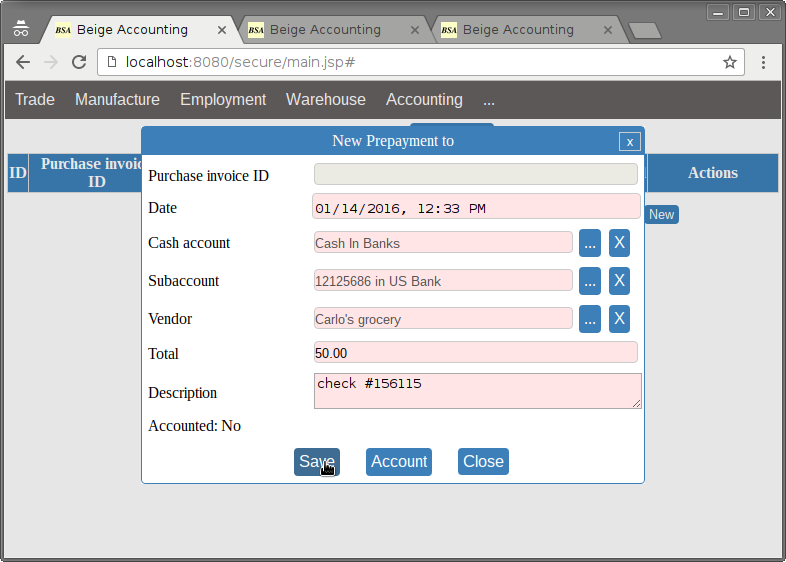 BSA Beige Accounting
BSA Beige Accounting
BSA Beige Accounting
localhost:8080/secure/main.jsp#
Trade Manufacture Employment Warehouse Accounting ...
New Prepayment to x
ID Purchase invoic Actions
ID
Purchase invoice ID
Date 01/14/2016, 12:33 PM
New
Cash account Cash In Banks ... X
Subaccount 12125686 in US Bank ... X
Vendor Carlo's grocery ... X
Total 50.00
Description check #156115
Accounted: No
Save Account Close